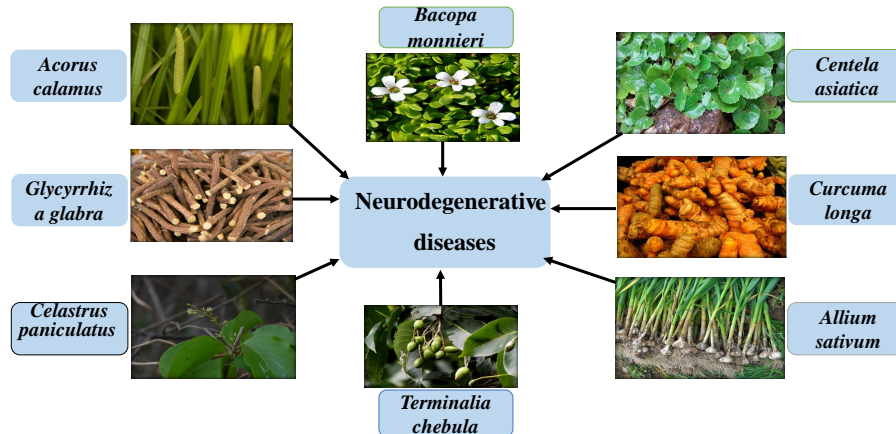 Bacopa
monnieri
Acorus
calamus
Centela
asiatica
Glycyrrhiz
a glabra
Neurodegenerative
diseases
Curcuma
longa
Celastrus
paniculatus
Allium
sativum
Terminalia
chebula